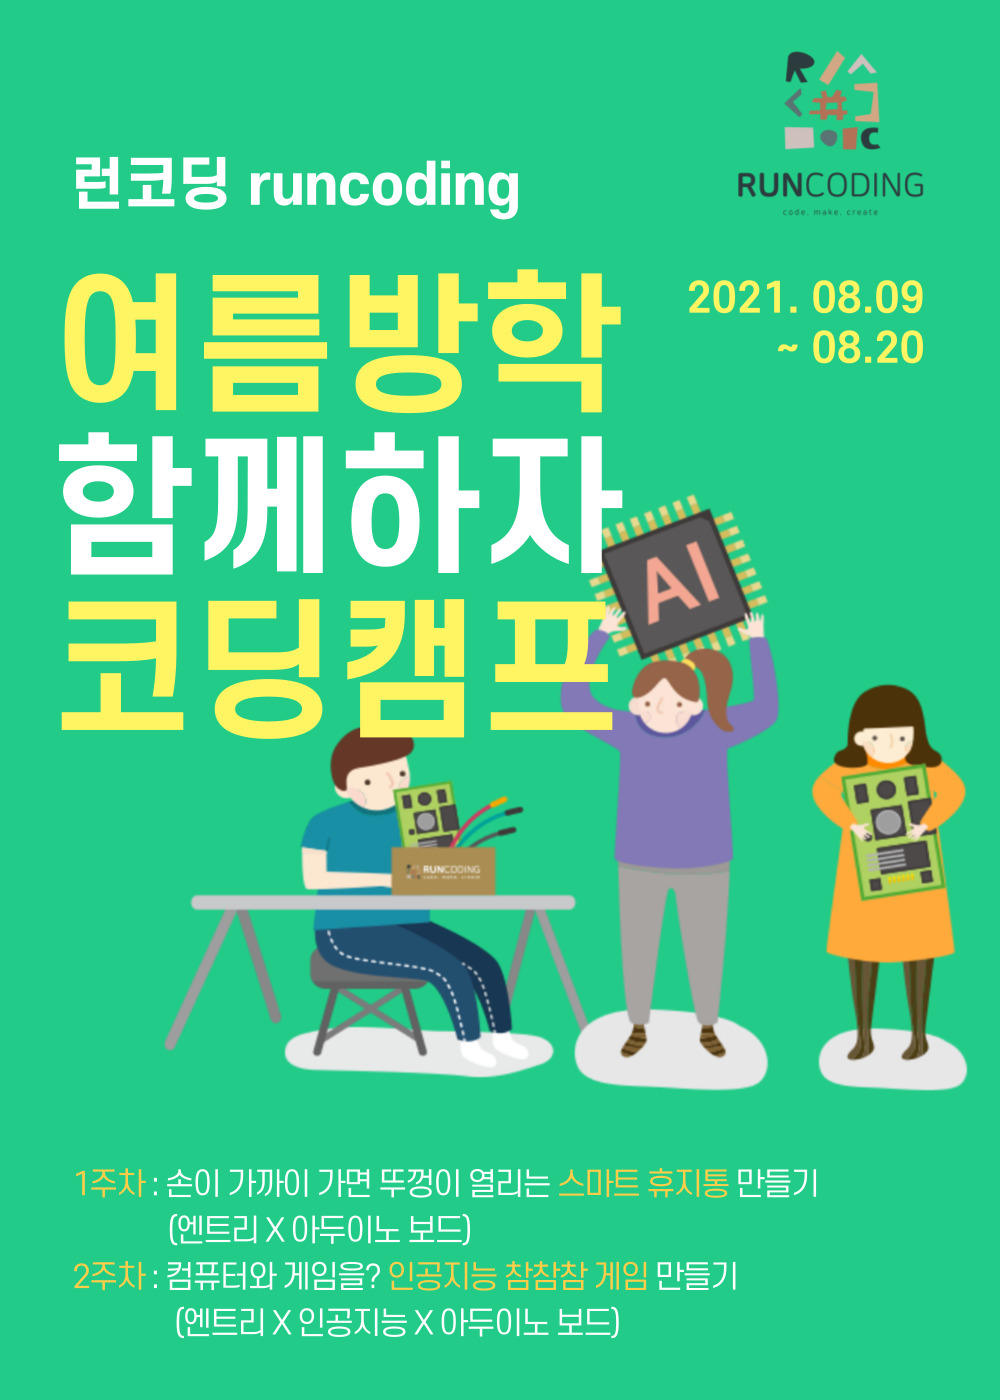 RUNCODING
code. make. create
런코딩 runcoding
여름방학
2021. 08.09
~ 08.20
함께하자
코딩캠프
AI
RUNCODING
code. make. create
1주차 : 손이 가까이 가면 뚜껑이 열리는 스마트 휴지통 만들기
(엔트리 X 아두이노 보드)
2주차 : 컴퓨터와 게임을? 인공지능 참참참 게임 만들기
(엔트리 X 인공지능 X 아두이노 보드)